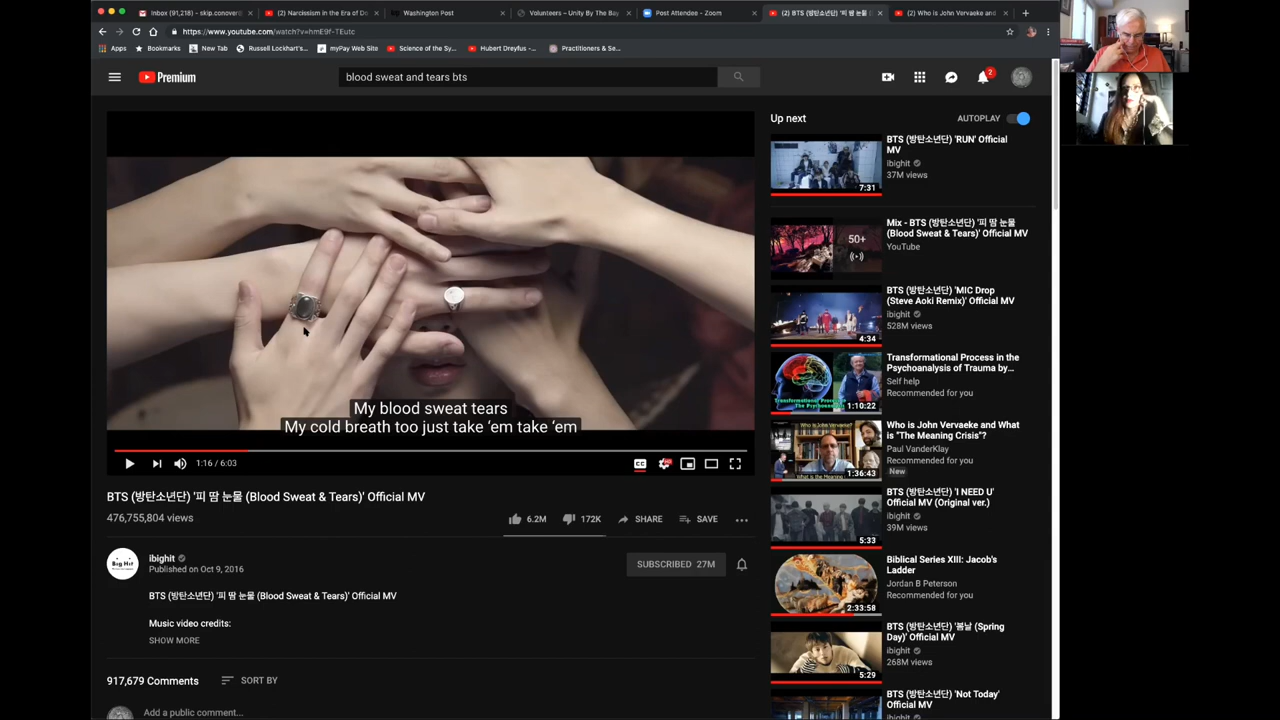 Inbox (91,218) - skip.conover
(2) Narcissism in the Era of De
Washington Post
Volunteers – Unity By The Bay
Post Attendee - Zoom
(2) BTS (방탄소년단) '피 땀 눈물
(2) Who is John Vervaeke and
https://www.youtube.com/watch?v=hmE9f-TEutc
Apps
Bookmarks
New Tab
Russell Lockhart's...
myPay Web Site
Science of the Sy...
Hubert Dreyfus -...
Practitioners & Se...
Premium
blood sweat and tears bts
2
My blood sweat tears
My cold breath too just take 'em take 'em
1:16 / 6:03
CC
BTS (방탄소년단) '피 땀 눈물 (Blood Sweat & Tears)' Official MV
476,755,804 views
6.2M
172K
SHARE
SAVE
Big Hit
ibighit
Published on Oct 9, 2016
SUBSCRIBED 27M
BTS (방탄소년단) '피 땀 눈물 (Blood Sweat & Tears)' Official MV
Music video credits:
SHOW MORE
917,679 Comments
SORT BY
Add a public comment...
Up next
AUTOPLAY
BTS (방탄소년단) 'RUN' Official
MV
ibighit
37M views
7:31
Mix - BTS (방탄소년단) '피 땀 눈물
(Blood Sweat & Tears)' Official MV
YouTube
50+
BTS (방탄소년단) 'MIC Drop
(Steve Aoki Remix)' Official MV
ibighit
528M views
4:34
Transformational Process in the
Psychoanalysis of Trauma by...
Self help
Recommended for you
1:10:22
Who is John Vervaeke and What
is "The Meaning Crisis"?
Paul VanderKlay
Recommended for you
New
1:36:43
BTS (방탄소년단) 'I NEED U'
Official MV (Original ver.)
ibighit
39M views
5:33
Biblical Series XIII: Jacob's
Ladder
Jordan B Peterson
Recommended for you
2:33:58
BTS (방탄소년단) '봄날 (Spring
Day)' Official MV
ibighit
268M views
5:29
BTS (방탄소년단) 'Not Today'
Official MV
ibighit